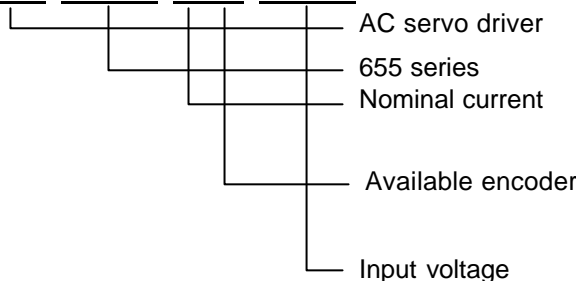 AC servo driver
655 series
Nominal current
Available encoder
Input voltage